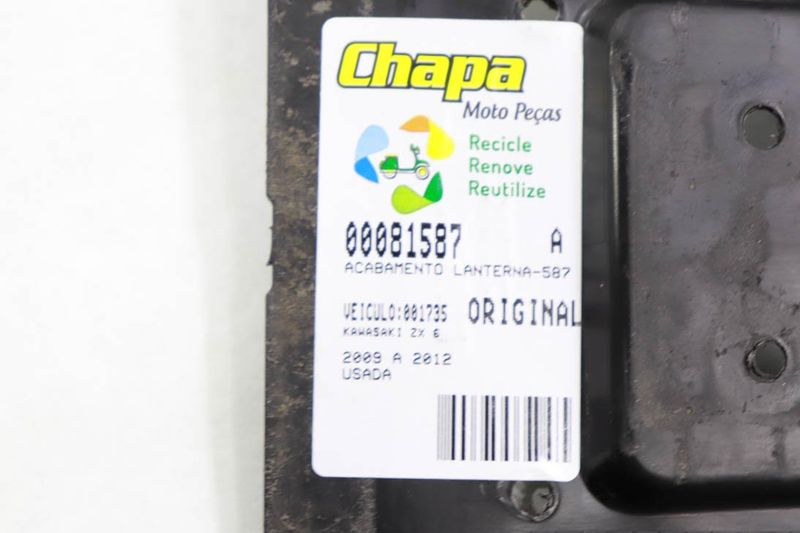 Chapa
Moto Peças
Recicle
Renove
Reutilize
00081587 A
ACABAMENTO LANTERNA-587
VEICULO:001735 ORIGINAL
KAWASAKI ZX 6
2009 A 2012
USADA